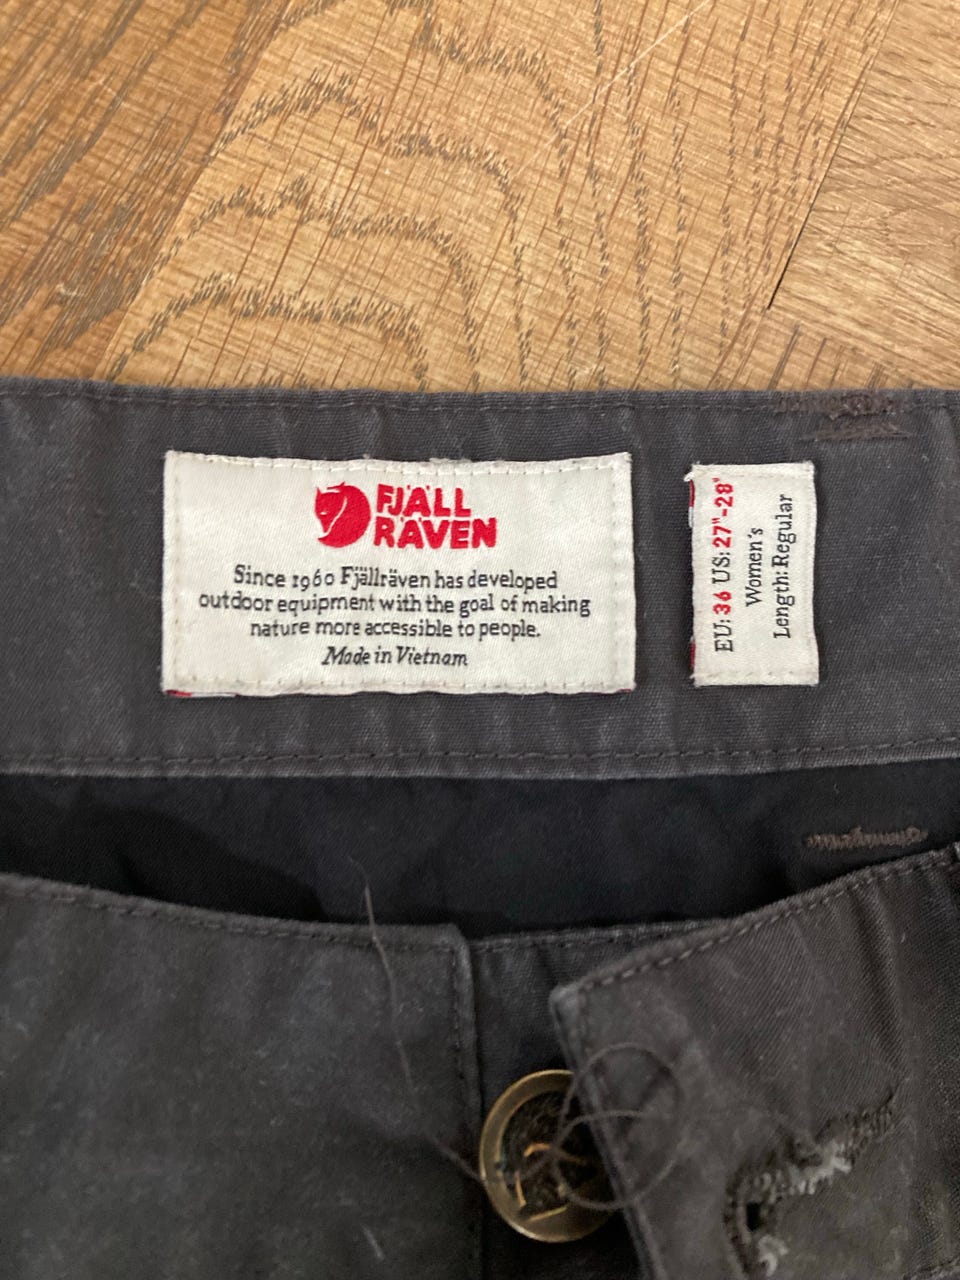 FJÄLL
RÄVEN
Since 1960 Fjällräven has developed
outdoor equipment with the goal of making
nature more accessible to people.
Made in Vietnam
EU: 36 US: 27"-28"
Women's
Length: Regular